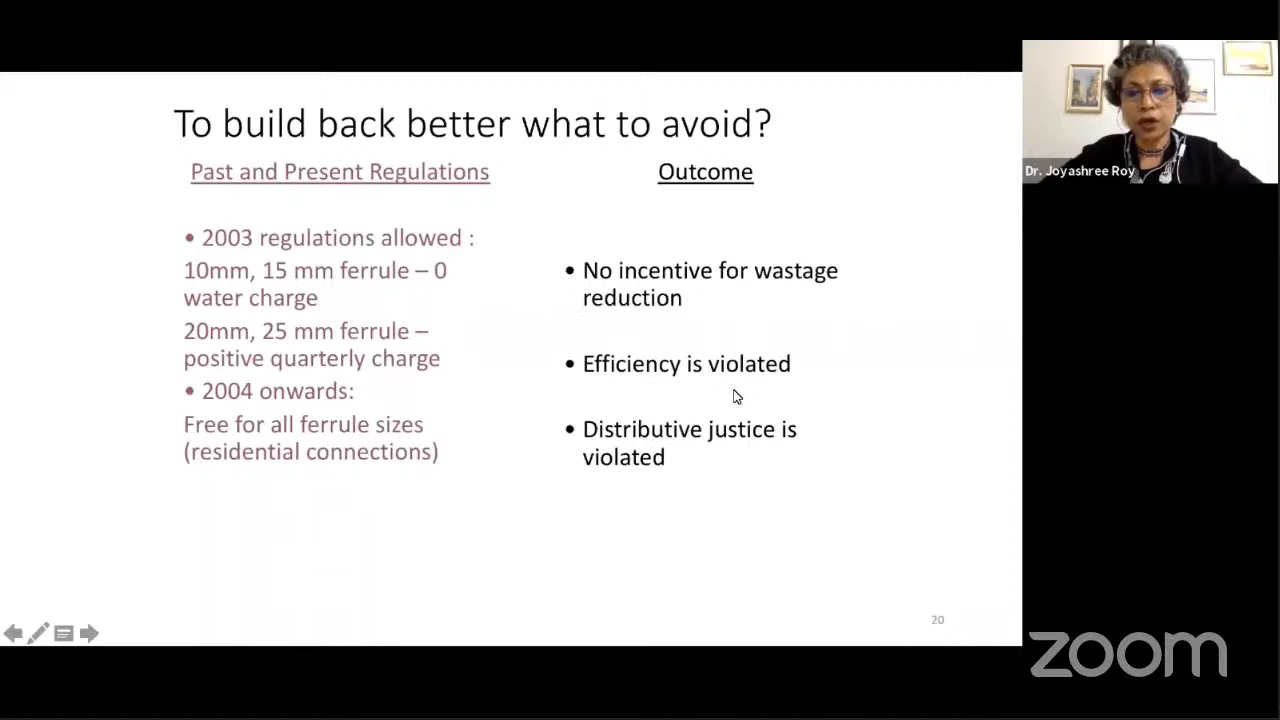 To build back better what to avoid?
Past and Present Regulations
• 2003 regulations allowed :
10mm, 15 mm ferrule – 0
water charge
20mm, 25 mm ferrule –
positive quarterly charge
• 2004 onwards:
Free for all ferrule sizes
(residential connections)
Outcome
• No incentive for wastage
reduction
• Efficiency is violated
• Distributive justice is
violated
20
Dr. Joyashree Roy
zoom